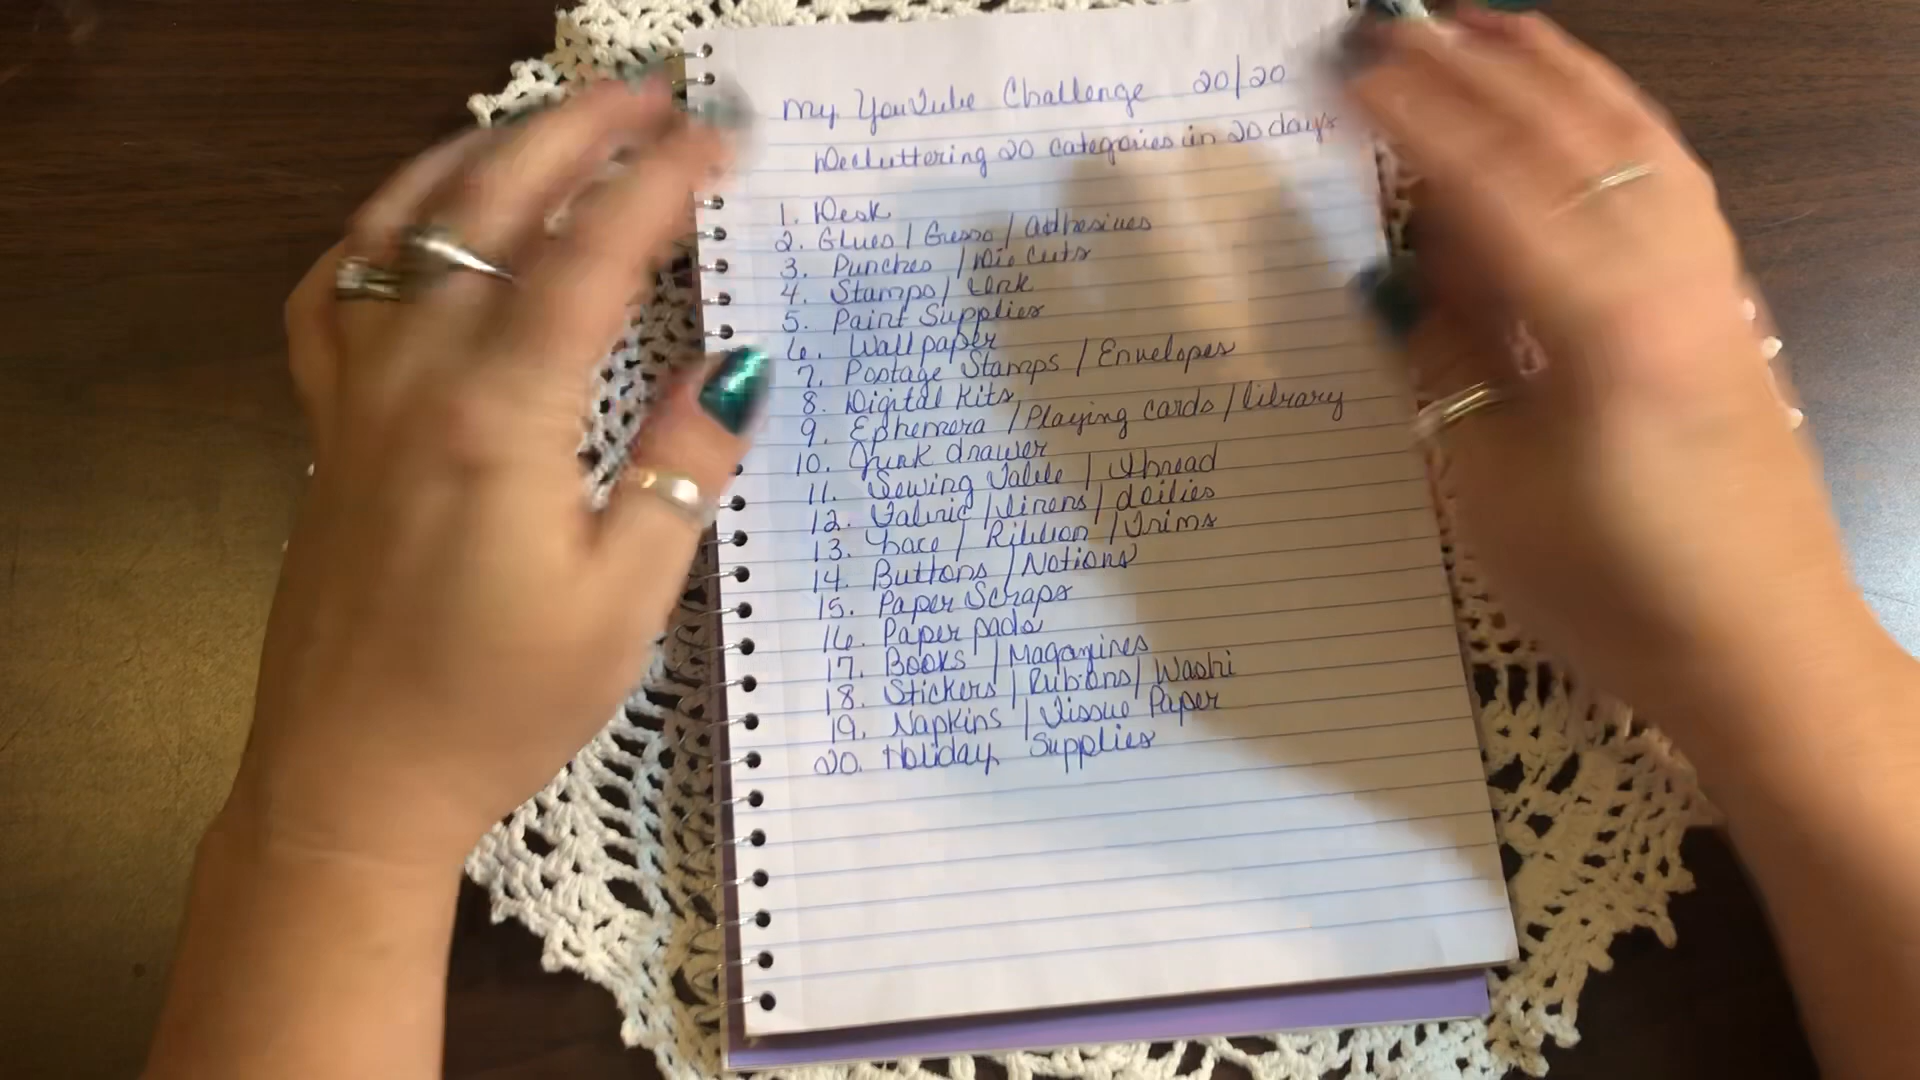 My YouTube Challenge 20/20
Decluttering 20 categories in 20 days
1. Desk
2. Glues / Gesso / Adhesives
3. Punches / Die Cuts
4. Stamps / Ink
5. Paint Supplies
6. Wallpaper
7. Postage Stamps / Envelopes
8. Digital Kits
9. Ephemera / Playing cards / library
10. Junk drawer
11. Sewing Table / Thread
12. Fabric / Linens / doilies
13. Lace / Ribbon / Trims
14. Buttons / Notions
15. Paper Scraps
16. Paper pads
17. Books / Magazines
18. Stickers / Rubons / Washi
19. Napkins / Tissue Paper
20. Holiday Supplies